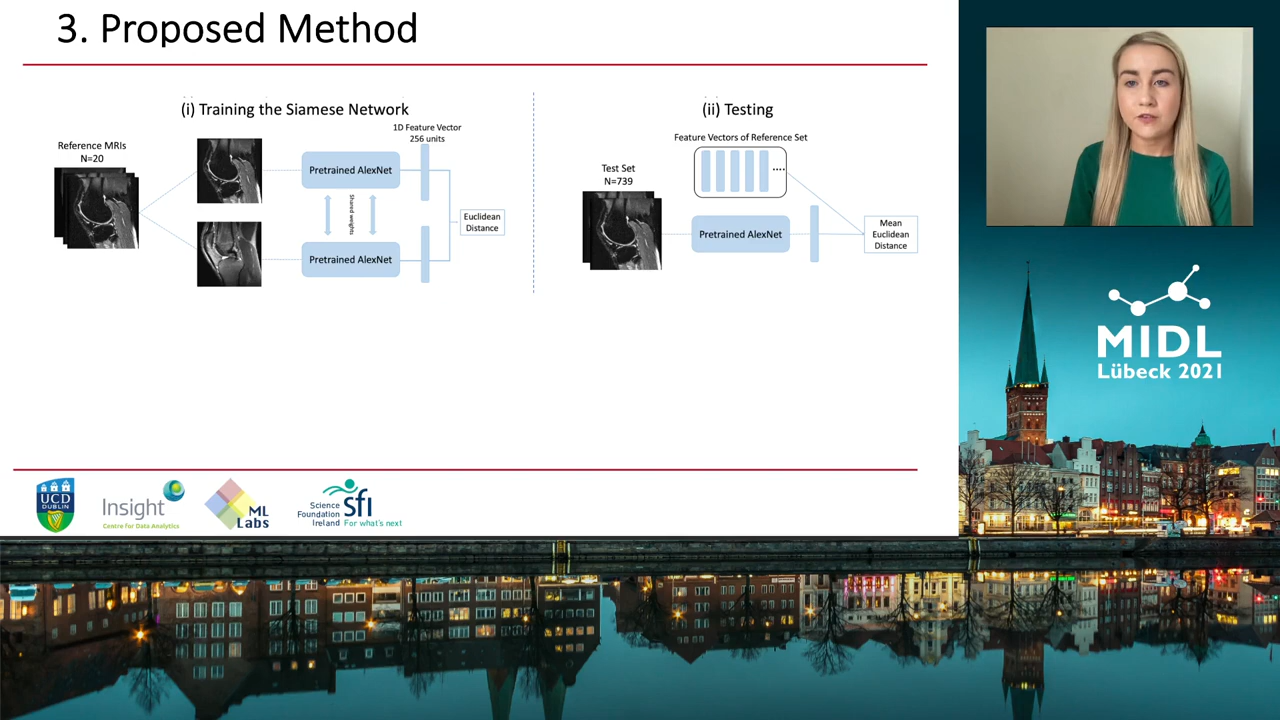 3. Proposed Method
(i) Training the Siamese Network
Reference MRIs
N=20
Pretrained AlexNet
Shared weights
Pretrained AlexNet
1D Feature Vector
256 units
Euclidean
Distance
(ii) Testing
Feature Vectors of Reference Set
....
Test Set
N=739
Pretrained AlexNet
Mean
Euclidean
Distance
UCD
DUBLIN
Insight
Centre for Data Analytics
ML
Labs
Science
Foundation
Ireland
sfi
For what's next
MIDL
Lübeck 2021